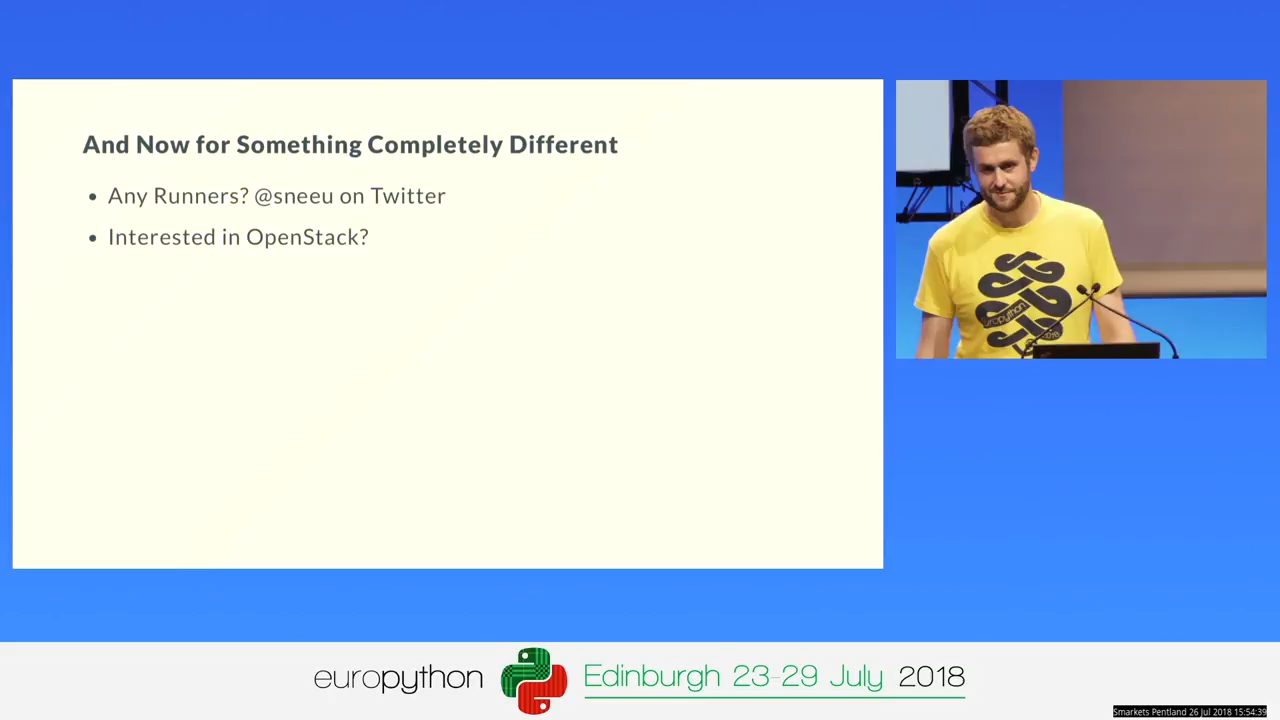 And Now for Something Completely Different
• Any Runners? @sneeu on Twitter
• Interested in OpenStack?
europython
europython
Edinburgh 23-29 July 2018
Smarkets Pentland 26 Jul 2018 15:54:39